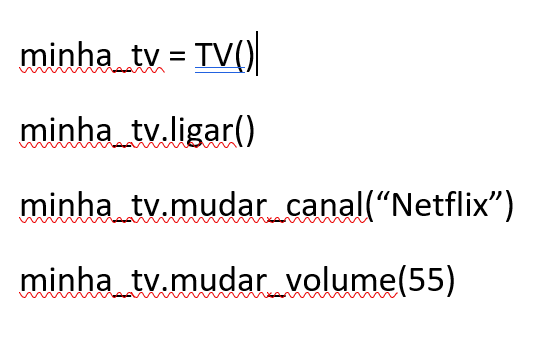 minha_tv = TV()
minha_tv.ligar()
minha_tv.mudar_canal(“Netflix”)
minha_tv.mudar_volume(55)